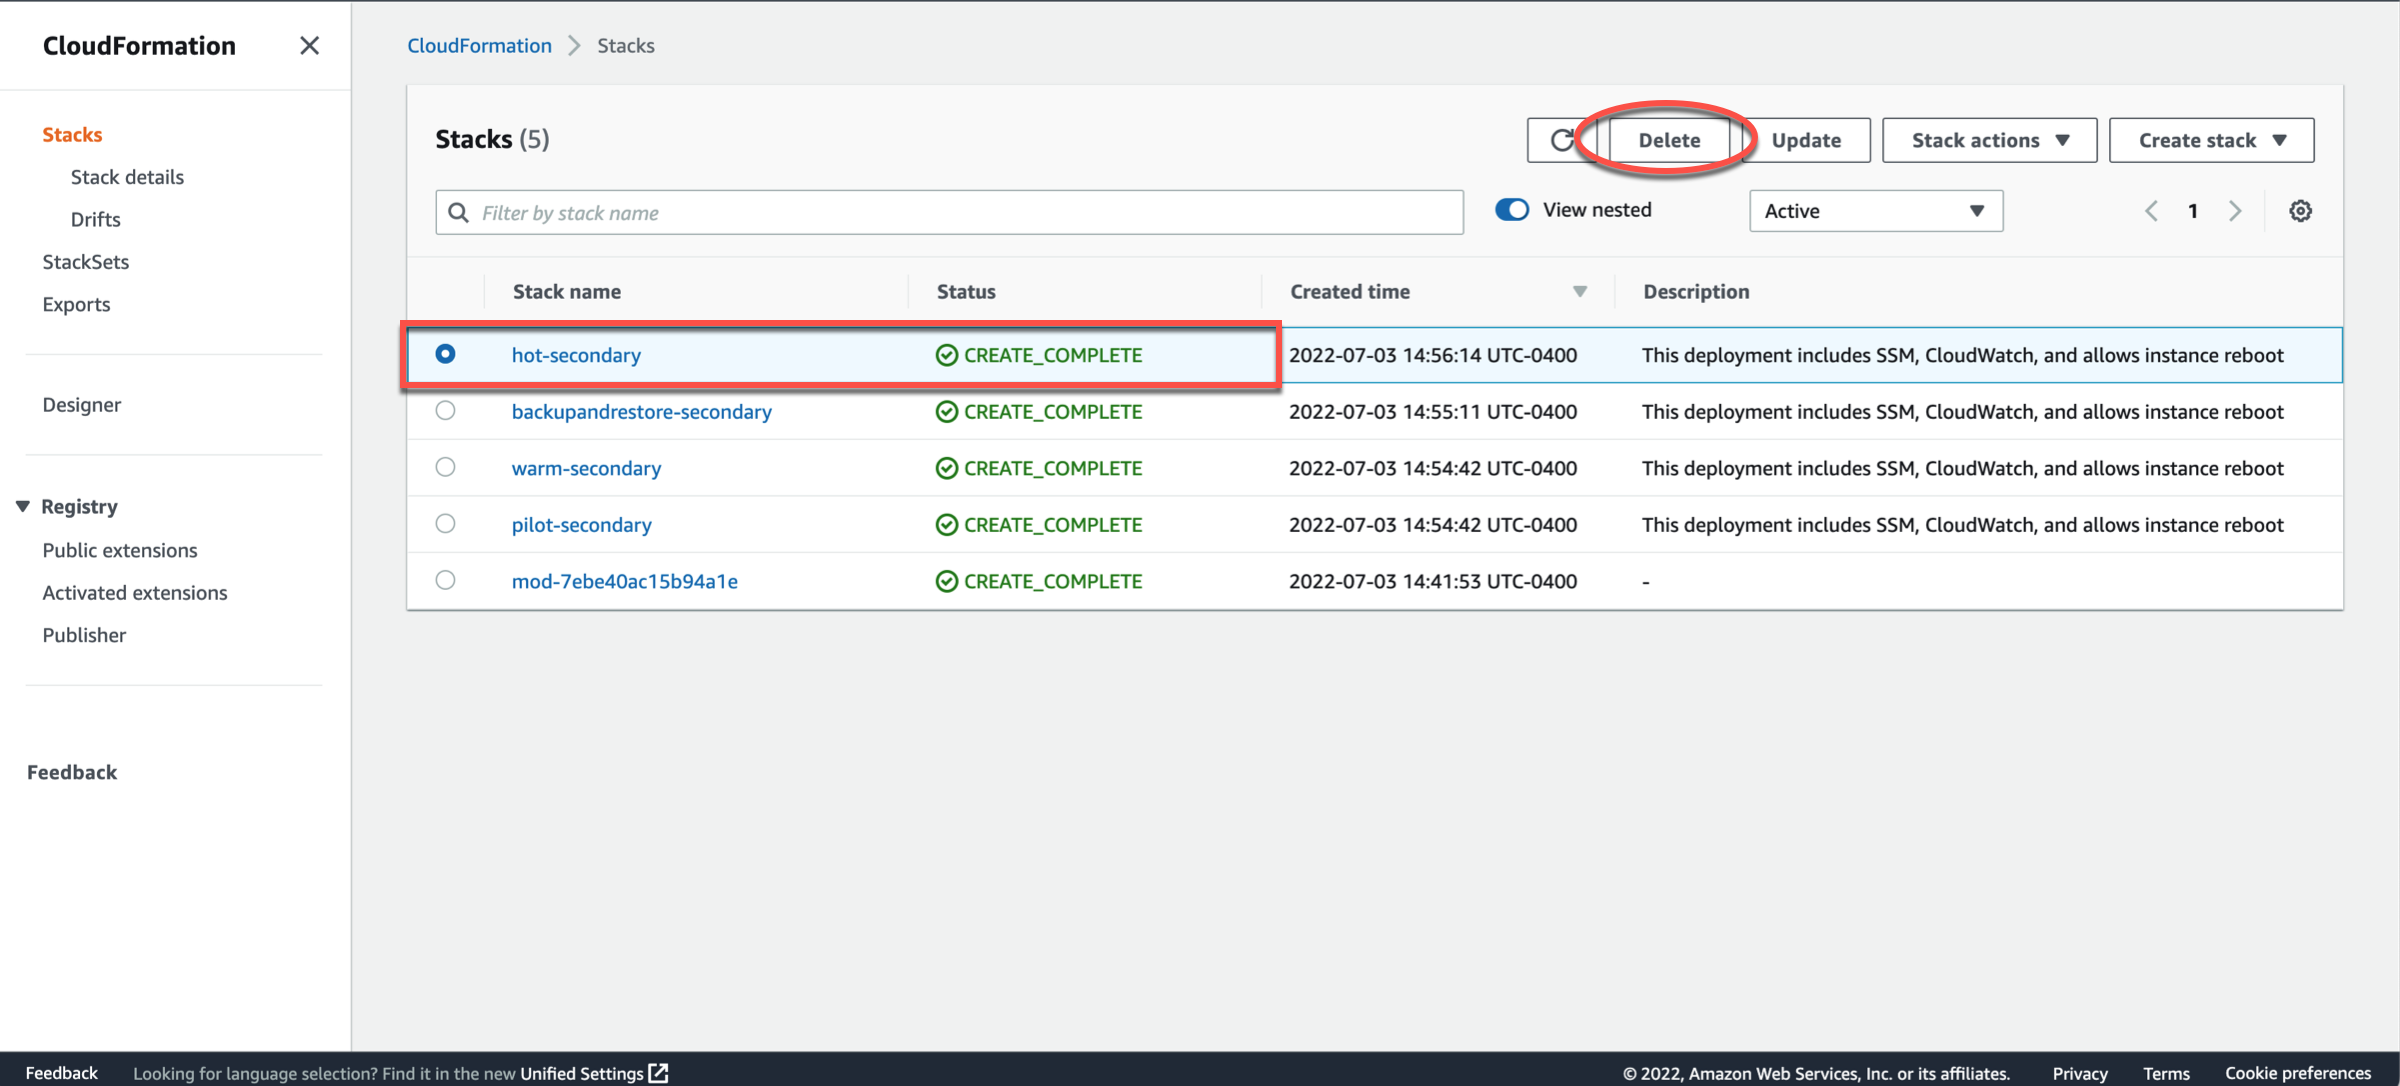 CloudFormation
Stacks
Stack details
Drifts
StackSets
Exports
Designer
Registry
Public extensions
Activated extensions
Publisher
Feedback
CloudFormation Stacks
Stacks (5)
Delete Update Stack actions Create stack
Filter by stack name View nested Active 1
Stack name Status Created time Description
hot-secondary CREATE_COMPLETE 2022-07-03 14:56:14 UTC-0400 This deployment includes SSM, CloudWatch, and allows instance reboot
backupandrestore-secondary CREATE_COMPLETE 2022-07-03 14:55:11 UTC-0400 This deployment includes SSM, CloudWatch, and allows instance reboot
warm-secondary CREATE_COMPLETE 2022-07-03 14:54:42 UTC-0400 This deployment includes SSM, CloudWatch, and allows instance reboot
pilot-secondary CREATE_COMPLETE 2022-07-03 14:54:42 UTC-0400 This deployment includes SSM, CloudWatch, and allows instance reboot
mod-7ebe40ac15b94a1e CREATE_COMPLETE 2022-07-03 14:41:53 UTC-0400 -
Feedback Looking for language selection? Find it in the new Unified Settings © 2022, Amazon Web Services, Inc. or its affiliates. Privacy Terms Cookie preferences